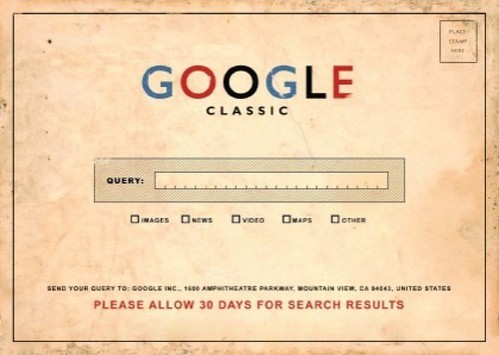 PLACE
STAMP
HERE
GOOGLE
CLASSIC
QUERY:
IMAGES NEWS VIDEO MAPS OTHER
SEND YOUR QUERY TO: GOOGLE INC., 1600 AMPHITHEATRE PARKWAY, MOUNTAIN VIEW, CA 94043, UNITED STATES
PLEASE ALLOW 30 DAYS FOR SEARCH RESULTS